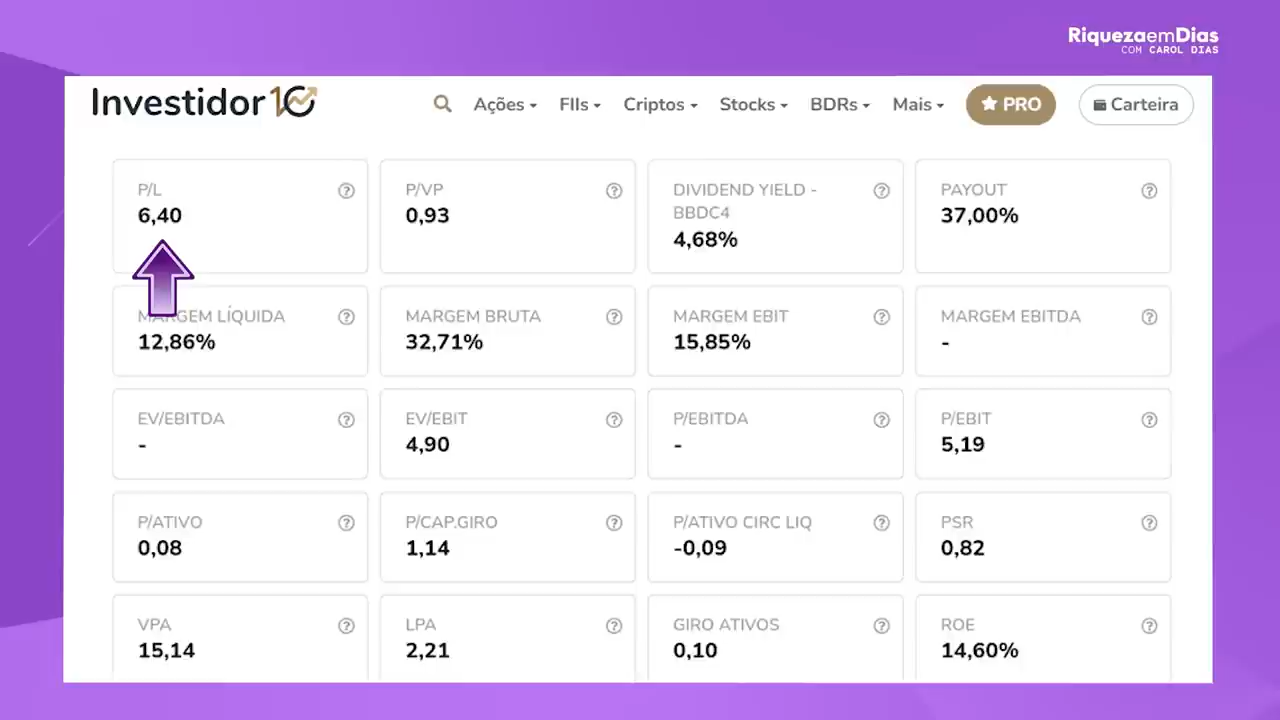 RiquezaemDias
COM CAROL DIAS
Investidor10
Ações
FIIs
Criptos
Stocks
BDRs
Mais
PRO
Carteira
P/L
6,40
P/VP
0,93
DIVIDEND YIELD -
BBDC4
4,68%
PAYOUT
37,00%
MARGEM LÍQUIDA
12,86%
MARGEM BRUTA
32,71%
MARGEM EBIT
15,85%
MARGEM EBITDA
-
EV/EBITDA
-
EV/EBIT
4,90
P/EBITDA
-
P/EBIT
5,19
P/ATIVO
0,08
P/CAP.GIRO
1,14
P/ATIVO CIRC LIQ
-0,09
PSR
0,82
VPA
15,14
LPA
2,21
GIRO ATIVOS
0,10
ROE
14,60%